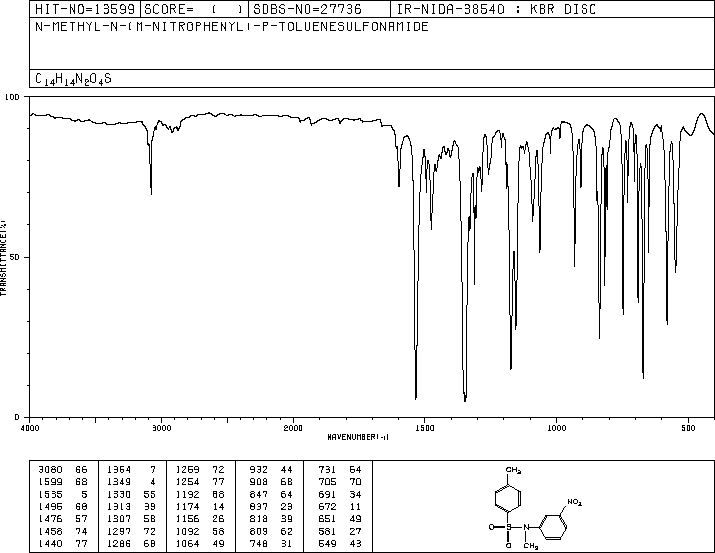 HIT-NO=13599 SCORE= ( ) SDBS-NO=27736 IR-NIDA-38540 : KBR DISC
N-METHYL-N-(M-NITROPHENYL)-P-TOLUENESULFONAMIDE
C14H14N2O4S
100
50
0
TRANSMITTANCE(%)
4000 3000 2000 1500 1000 500
WAVENUMBER(-1)
3080 66 1354 7 1269 72 932 44 731 64
1599 68 1349 4 1254 77 908 68 705 70
1535 5 1330 55 1192 68 847 64 691 34
1495 60 1313 39 1174 14 837 23 672 11
1476 57 1307 58 1156 26 818 39 651 49
1458 74 1297 72 1092 58 809 62 581 27
1440 77 1286 68 1064 49 748 31 549 43
CH3
NO2
O S N
O CH3